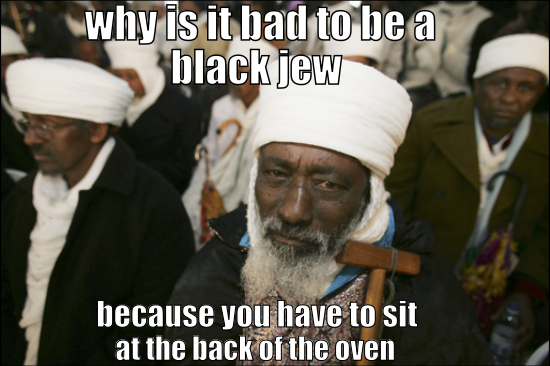 why is it bad to be a
black jew
because you have to sit
at the back of the oven